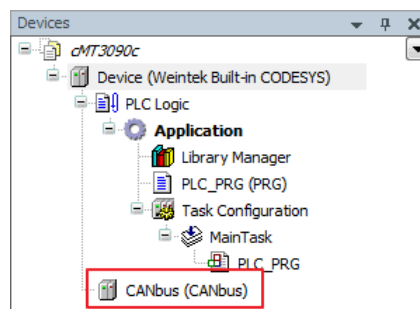 Devices
cMT3090c
Device (Weintek Built-in CODESYS)
PLC Logic
Application
Library Manager
PLC_PRG (PRG)
Task Configuration
MainTask
PLC_PRG
CANbus (CANbus)